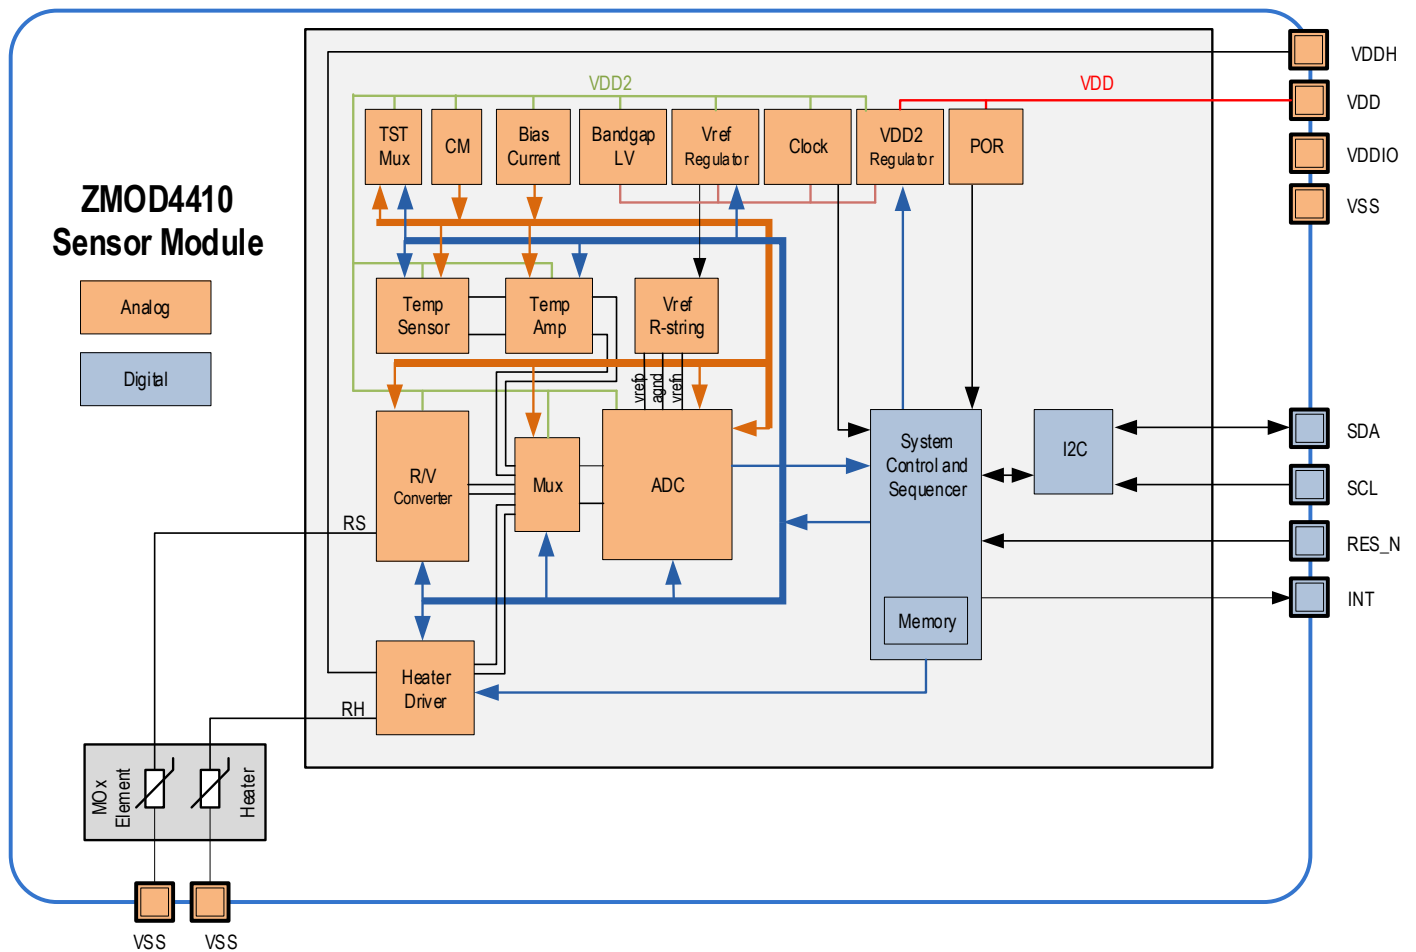 VDDH
VDD2
VDD
VDD
TST
Mux
CM
Bias
Current
Bandgap
LV
Vref
Regulator
Clock
VDD2
Regulator
POR
VDDIO
VSS
ZMOD4410
Sensor Module
Analog
Digital
Temp
Sensor
Temp
Amp
Vref
R-string
vrefp
agnd
vrefn
R/V
Converter
Mux
ADC
System
Control and
Sequencer
Memory
I2C
SDA
SCL
RES_N
INT
RS
Heater
Driver
RH
MOx
Element
Heater
VSS
VSS